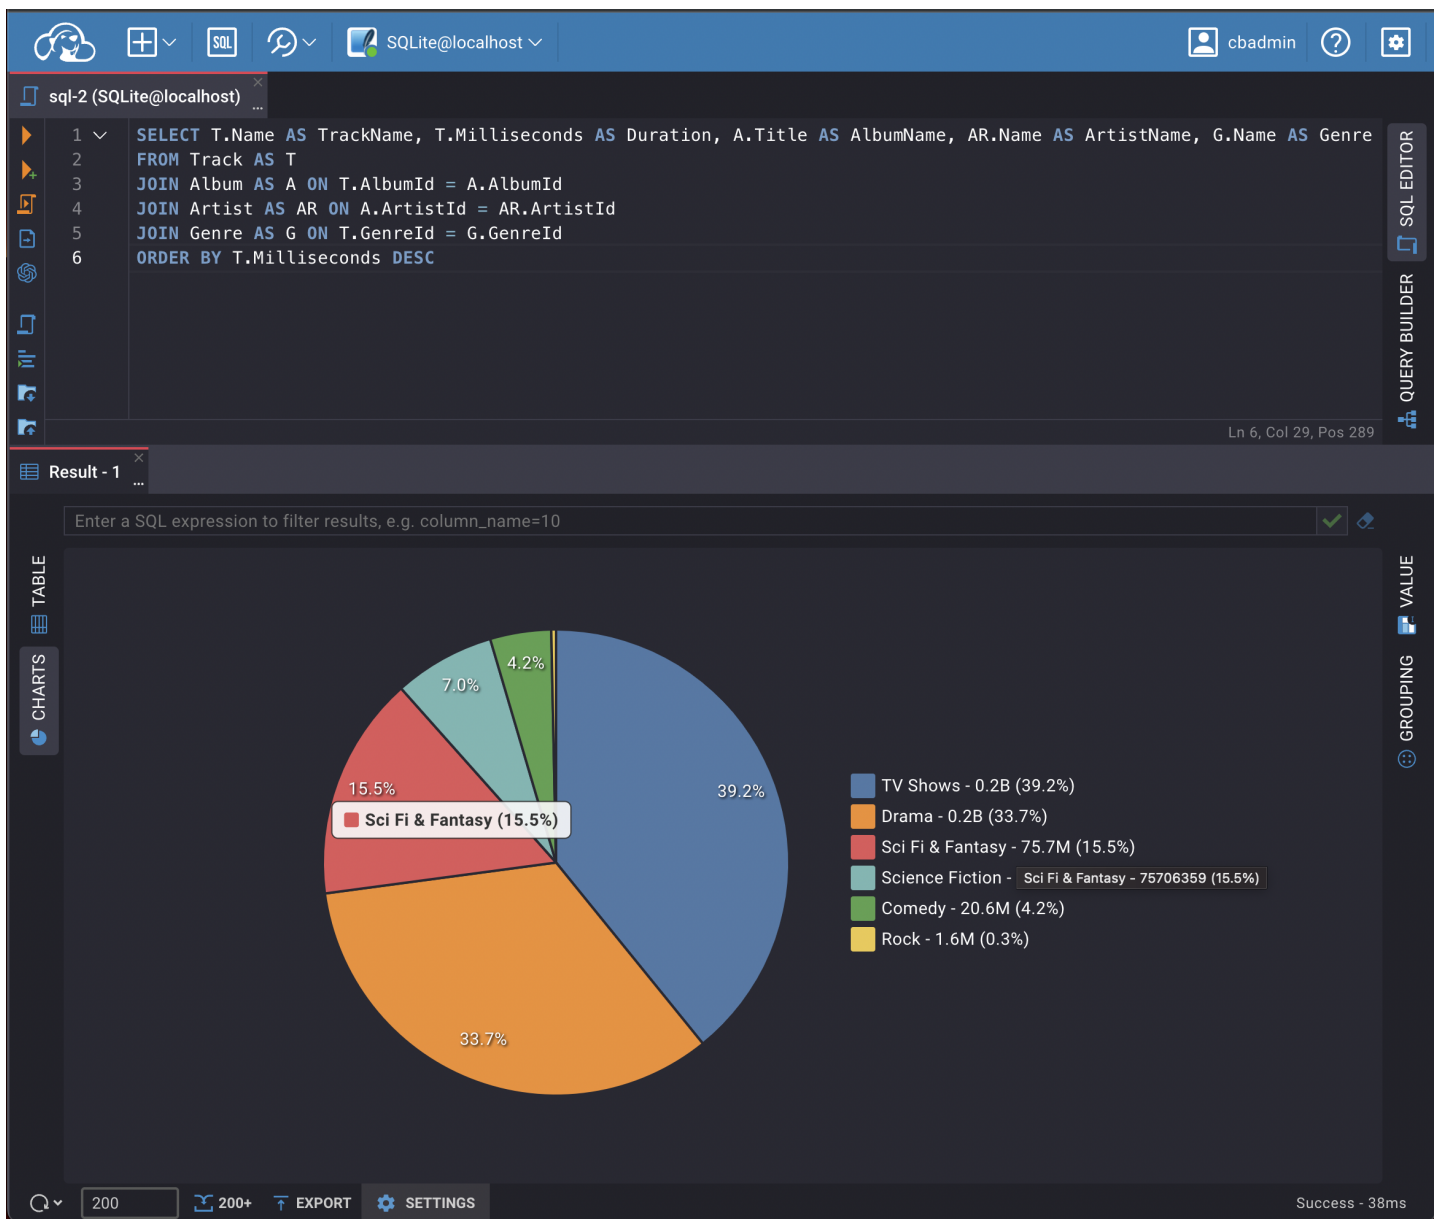 SQL
SQLite@localhost
cbadmin
sql-2 (SQLite@localhost)
1 SELECT T.Name AS TrackName, T.Milliseconds AS Duration, A.Title AS AlbumName, AR.Name AS ArtistName, G.Name AS Genre
2 FROM Track AS T
3 JOIN Album AS A ON T.AlbumId = A.AlbumId
4 JOIN Artist AS AR ON A.ArtistId = AR.ArtistId
5 JOIN Genre AS G ON T.GenreId = G.GenreId
6 ORDER BY T.Milliseconds DESC
SQL EDITOR
QUERY BUILDER
Ln 6, Col 29, Pos 289
Result - 1
Enter a SQL expression to filter results, e.g. column_name=10
TABLE
CHARTS
VALUE
GROUPING
4.2%
7.0%
15.5%
39.2%
33.7%
Sci Fi & Fantasy (15.5%)
TV Shows - 0.2B (39.2%)
Drama - 0.2B (33.7%)
Sci Fi & Fantasy - 75.7M (15.5%)
Science Fiction -
Sci Fi & Fantasy - 75706359 (15.5%)
Comedy - 20.6M (4.2%)
Rock - 1.6M (0.3%)
200
200+
EXPORT
SETTINGS
Success - 38ms